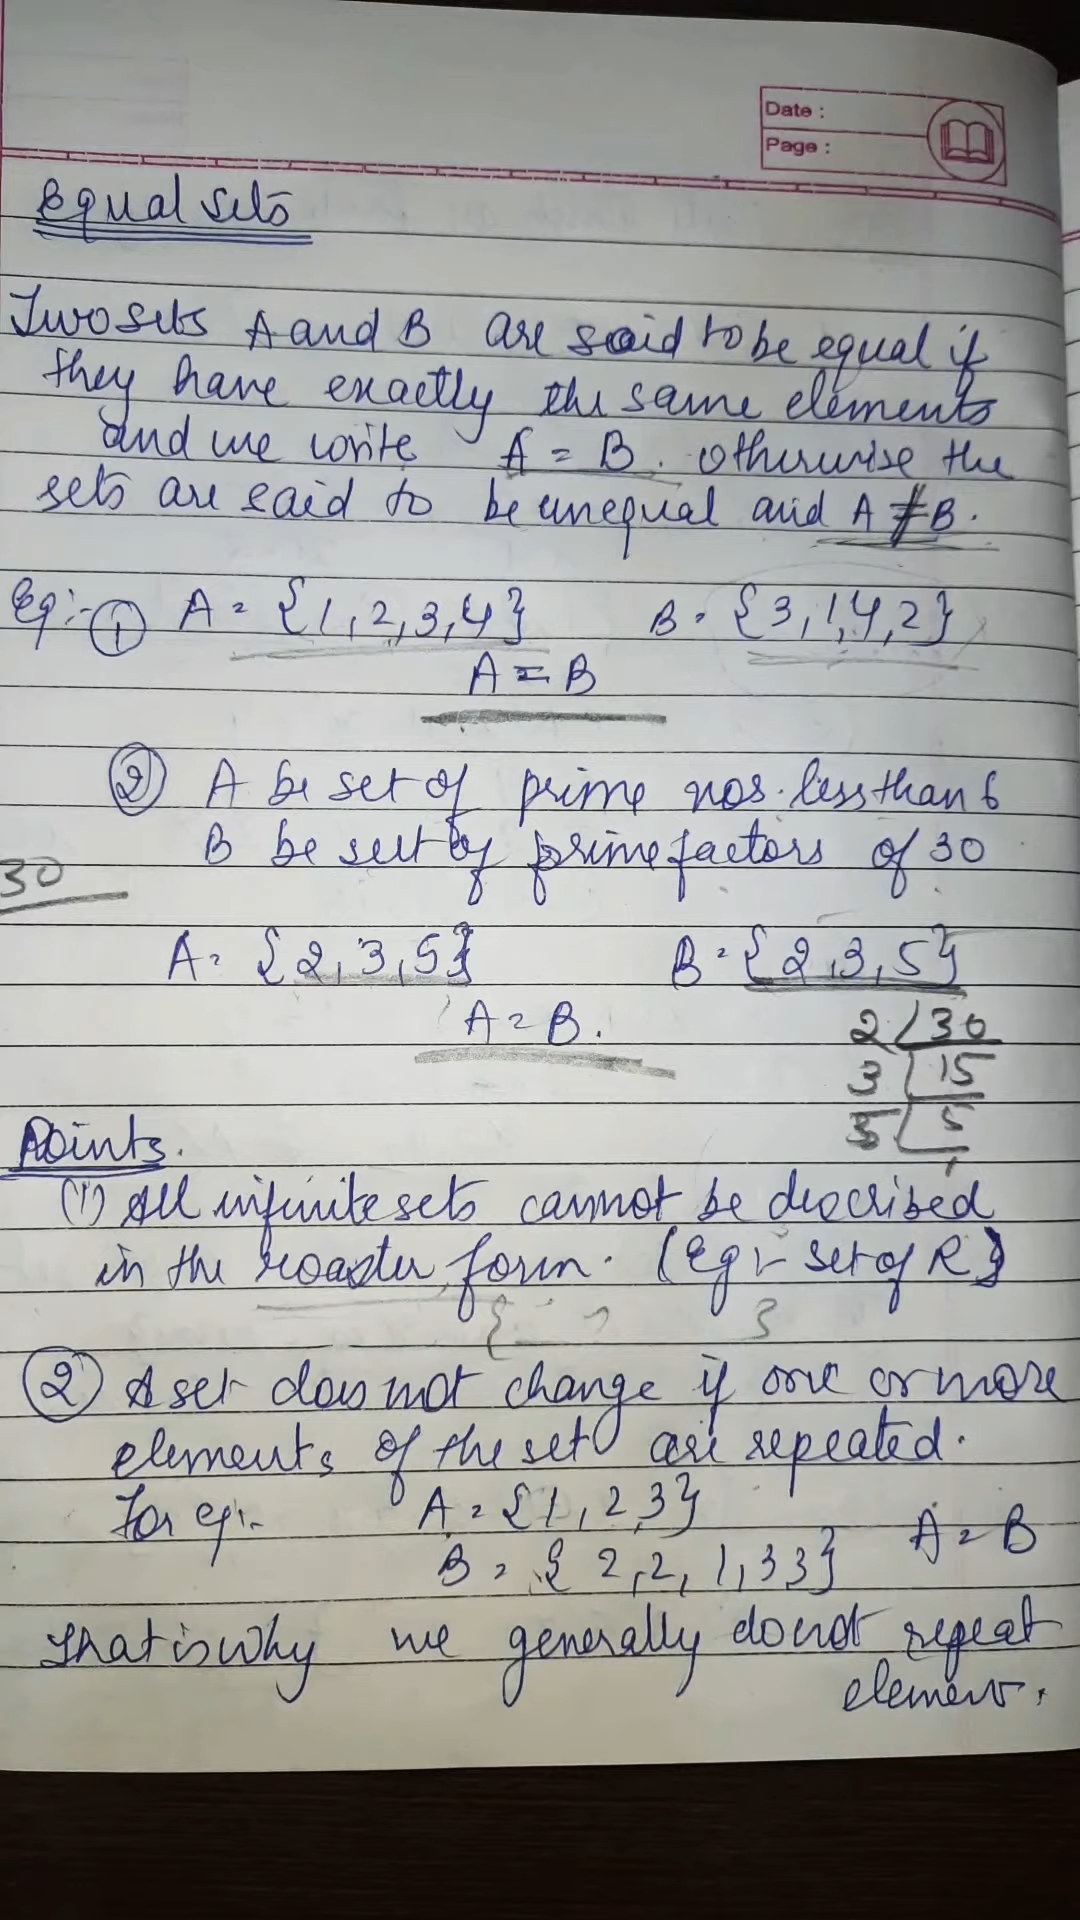 Date :
Page :
Equal sets
Two sets A and B are said to be equal if
they have exactly the same elements
and we write A = B. otherwise the
sets are said to be unequal and A ≠ B.
Eg:- ① A = {1,2,3,4} B = {3,1,4,2}
A = B
② A be set of prime nos. less than 6
B be set of prime factors of 30
30
A = {2,3,5} B = {2,3,5}
A = B.
2 30
3 15
5 5
1
Points.
(1) All infinite sets cannot be described
in the roaster form. (Eg:- set of R)
{ }
② A set does not change if one or more
elements of the set are repeated.
For eg:- A = {1,2,3}
B = {2,2,1,3,3} A = B
That is why we generally do not repeat
element.